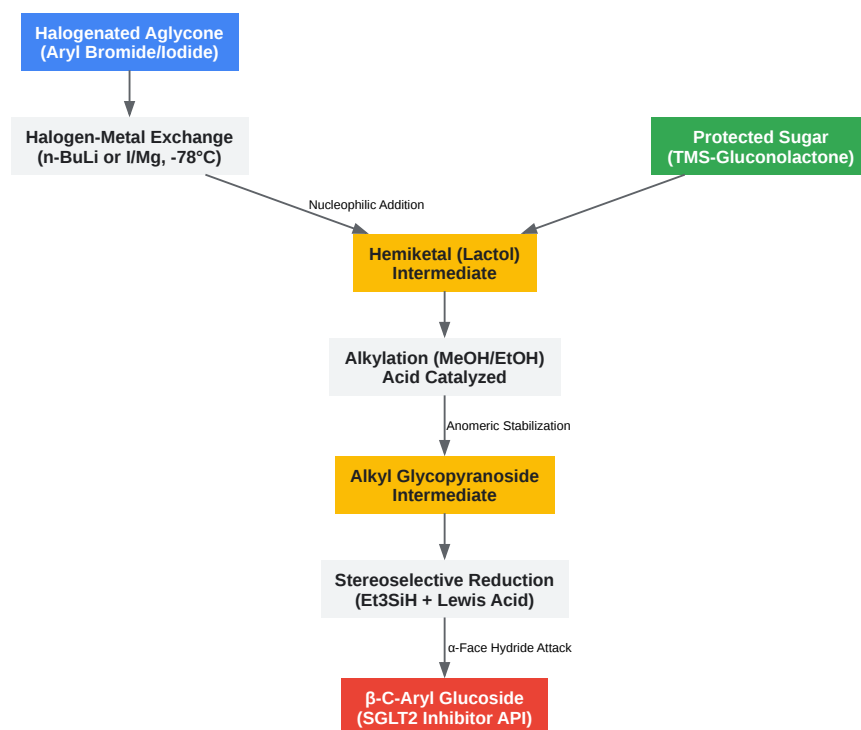 Halogenated Aglycone
(Aryl Bromide/Iodide)
Halogen-Metal Exchange
(n-BuLi or I/Mg, -78°C)
Protected Sugar
(TMS-Gluconolactone)
Nucleophilic Addition
Hemiketal (Lactol)
Intermediate
Alkylation (MeOH/EtOH)
Acid Catalyzed
Anomeric Stabilization
Alkyl Glycopyranoside
Intermediate
Stereoselective Reduction
(Et3SiH + Lewis Acid)
α-Face Hydride Attack
β-C-Aryl Glucoside
(SGLT2 Inhibitor API)